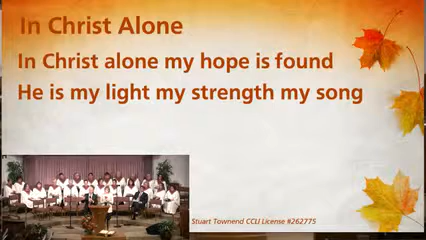 In Christ Alone
In Christ alone my hope is found
He is my light my strength my song
Stuart Townend CCLI License #262775